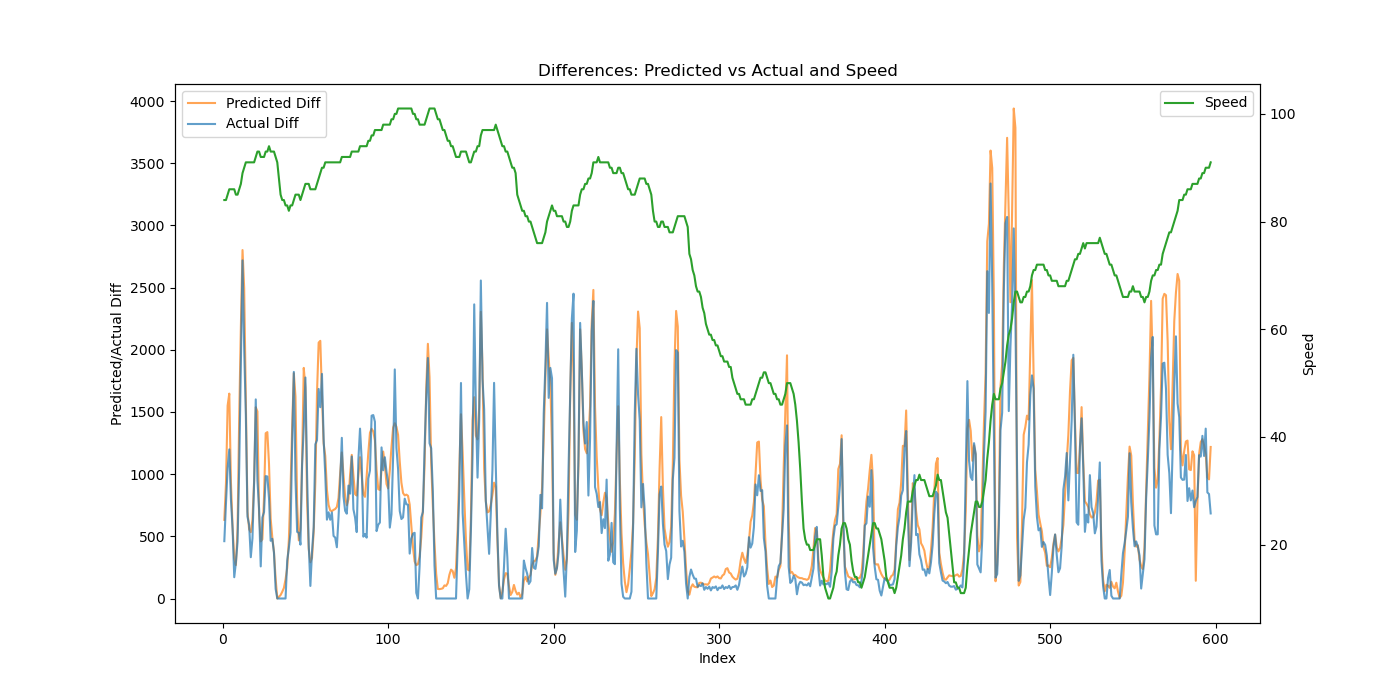 Differences: Predicted vs Actual and Speed
Predicted Diff
Actual Diff
Speed
4000
3500
3000
2500
2000
1500
1000
500
0
Predicted/Actual Diff
100
80
60
40
20
Speed
0 100 200 300 400 500 600
Index